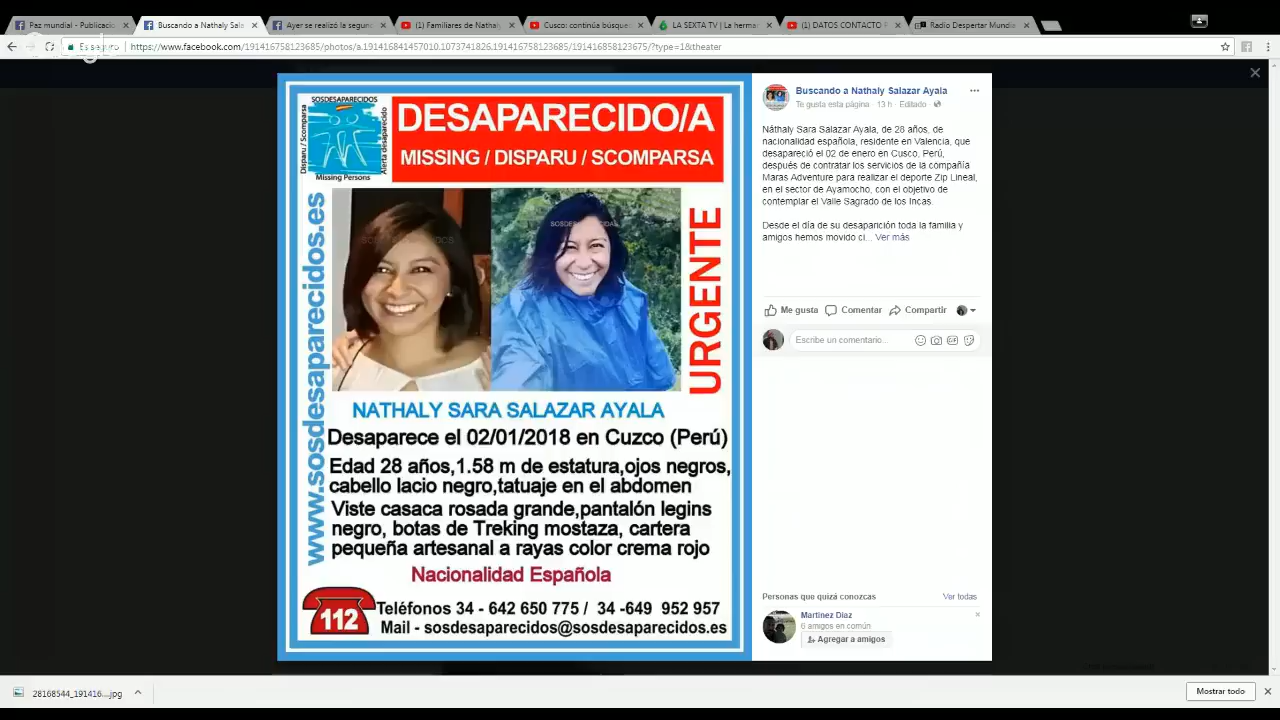 Paz mundial - Publicacio
Buscando a Nathaly Sala
Ayer se realizó la segund
(1) Familiares de Nathaly
Cusco: continúa búsqued
LA SEXTA TV | La herma
(1) DATOS CONTACTO P
Radio Despertar Mundia
Es seguro
https://www.facebook.com/191416758123685/photos/a.191416841457010.1073741826.191416758123685/191416858123675/?type=1&theater
SOSDESAPARECIDOS
Disparu / Scomparsa
Alerta desaparecido
Missing Persons
DESAPARECIDO/A
MISSING / DISPARU / SCOMPARSA
www.sosdesaparecidos.es
SOSDESAPARECIDOS
SOSDESAPARECIDAS
URGENTE
NATHALY SARA SALAZAR AYALA
Desaparece el 02/01/2018 en Cuzco (Perú)
Edad 28 años,1.58 m de estatura,ojos negros,
cabello lacio negro,tatuaje en el abdomen
Viste casaca rosada grande,pantalón legins
negro, botas de Treking mostaza, cartera
pequeña artesanal a rayas color crema rojo
Nacionalidad Española
112
Teléfonos 34 - 642 650 775 / 34 -649 952 957
Mail - sosdesaparecidos@sosdesaparecidos.es
Buscando a Nathaly Salazar Ayala
Te gusta esta página · 13 h · Editado ·
Náthaly Sara Salazar Ayala, de 28 años, de
nacionalidad española, residente en Valencia, que
desapareció el 02 de enero en Cusco, Perú,
después de contratar los servicios de la compañía
Maras Adventure para realizar el deporte Zip Lineal,
en el sector de Ayamocho, con el objetivo de
contemplar el Valle Sagrado de los Incas.
Desde el día de su desaparición toda la familia y
amigos hemos movido ci... Ver más
Me gusta
Comentar
Compartir
Escribe un comentario...
Personas que quizá conozcas
Ver todas
Martínez Díaz
6 amigos en común
Agregar a amigos
28168544_191416....jpg
Mostrar todo